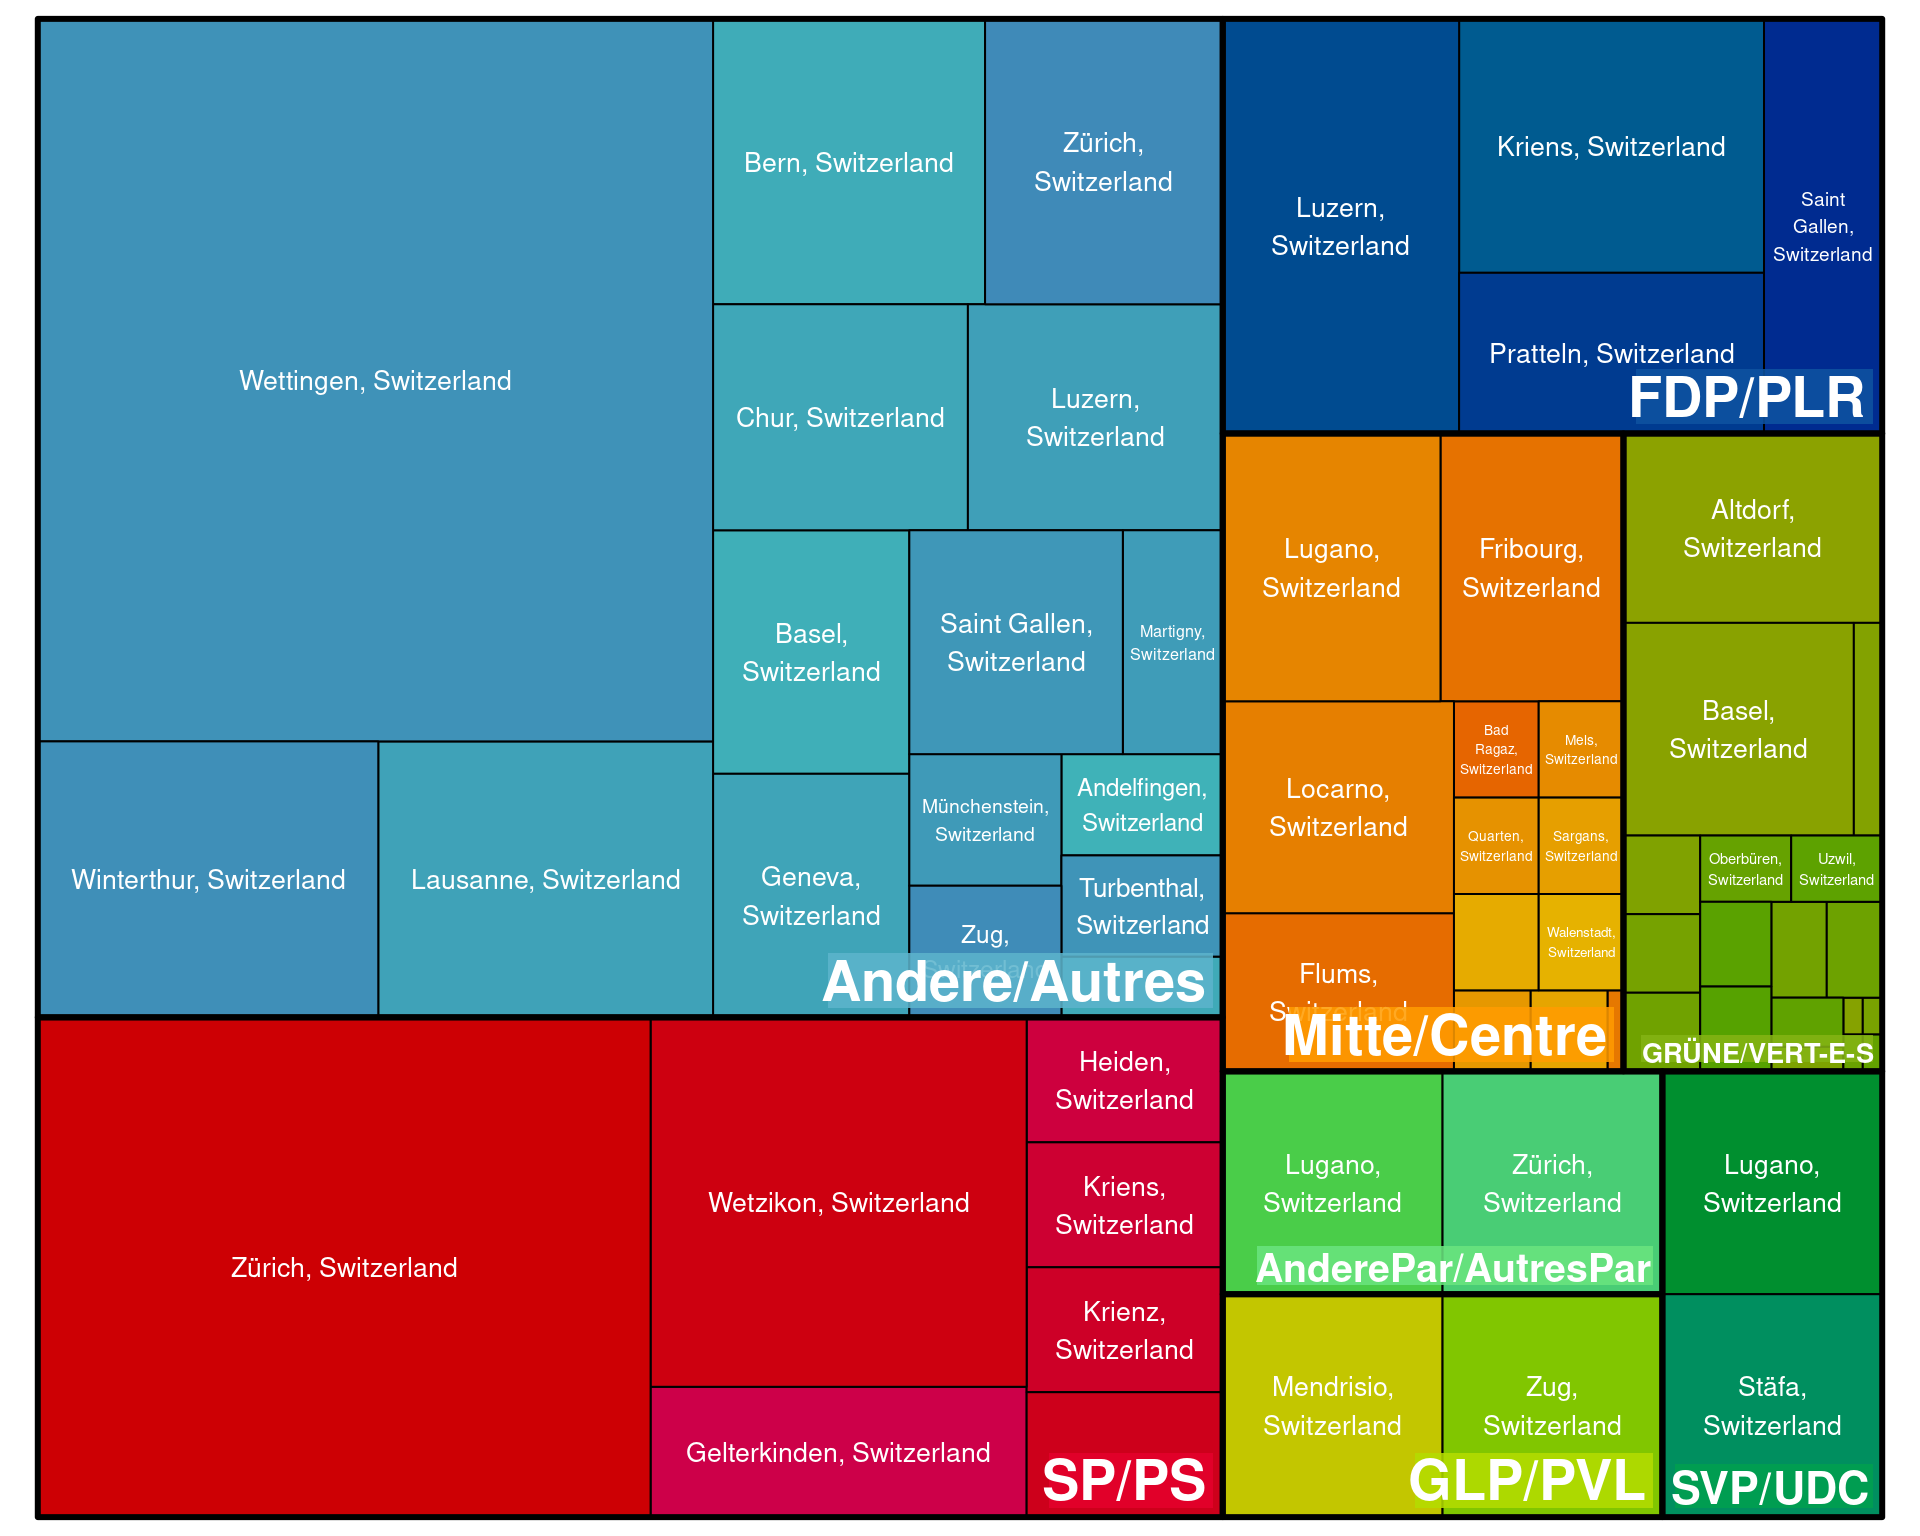 Wettingen, Switzerland
Bern, Switzerland
Zürich,
Switzerland
Chur, Switzerland
Luzern,
Switzerland
Basel,
Switzerland
Saint Gallen,
Switzerland
Martigny,
Switzerland
Winterthur, Switzerland
Lausanne, Switzerland
Geneva,
Switzerland
Münchenstein,
Switzerland
Andelfingen,
Switzerland
Zug,
Switzerland
Turbenthal,
Switzerland
Andere/Autres
Zürich, Switzerland
Wetzikon, Switzerland
Gelterkinden, Switzerland
Heiden,
Switzerland
Kriens,
Switzerland
Krienz,
Switzerland
SP/PS
Luzern,
Switzerland
Kriens, Switzerland
Pratteln, Switzerland
Saint
Gallen,
Switzerland
FDP/PLR
Lugano,
Switzerland
Fribourg,
Switzerland
Locarno,
Switzerland
Bad
Ragaz,
Switzerland
Mels,
Switzerland
Quarten,
Switzerland
Sargans,
Switzerland
Walenstadt,
Switzerland
Flums,
Switzerland
Mitte/Centre
Altdorf,
Switzerland
Basel,
Switzerland
Oberbüren,
Switzerland
Uzwil,
Switzerland
GRÜNE/VERT-E-S
Lugano,
Switzerland
Zürich,
Switzerland
AnderePar/AutresPar
Mendrisio,
Switzerland
Zug,
Switzerland
GLP/PVL
Lugano,
Switzerland
Stäfa,
Switzerland
SVP/UDC